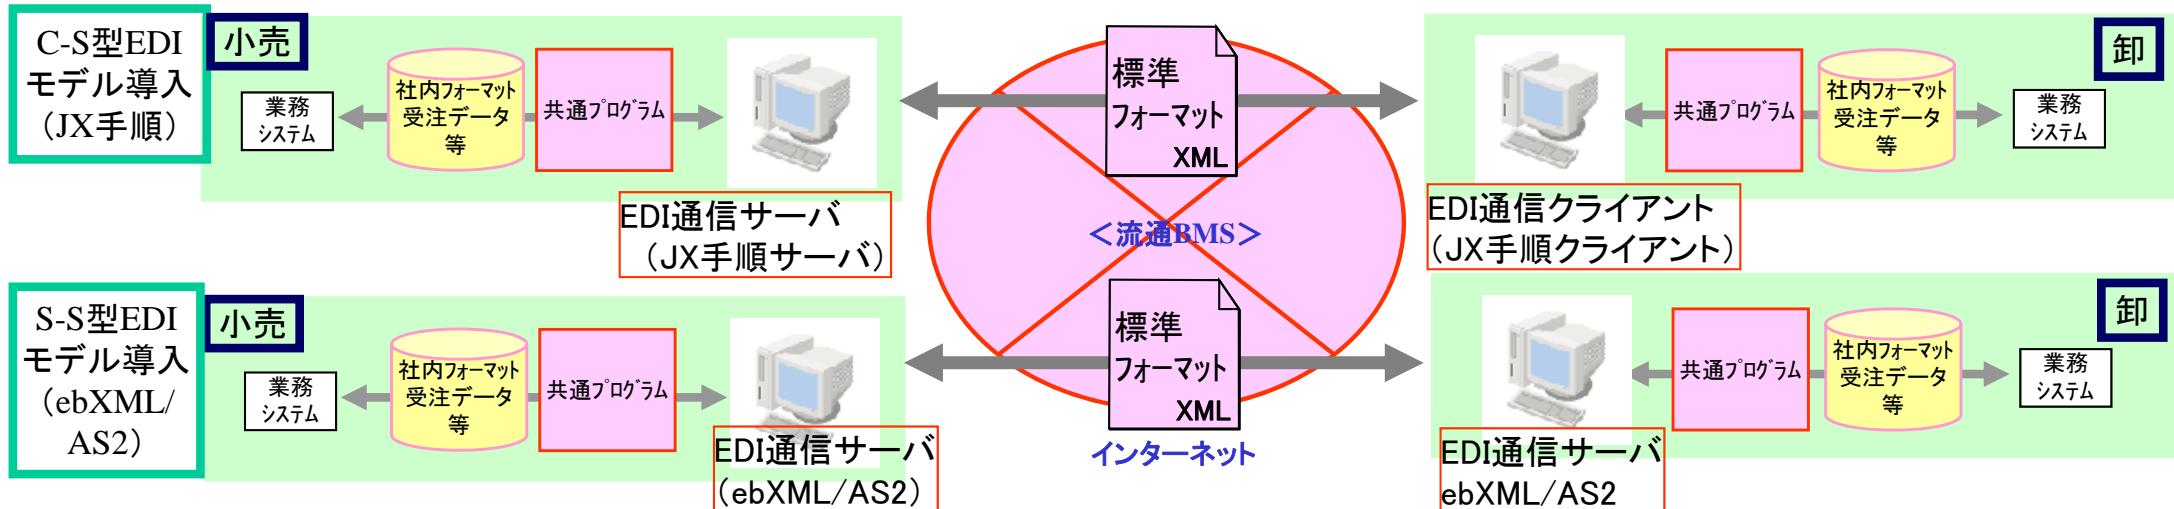 C-S型EDI
モデル導入
（JX手順）
小売
業務
システム
社内フォーマット
受注データ
等
共通プログラム
EDI通信サーバ
（JX手順サーバ）
標準
フォーマット
XML
＜流通BMS＞
卸
共通プログラム
社内フォーマット
受注データ
等
業務
システム
EDI通信クライアント
（JX手順クライアント）
S-S型EDI
モデル導入
（ebXML/
AS2）
小売
業務
システム
社内フォーマット
受注データ
等
共通プログラム
EDI通信サーバ
（ebXML/AS2）
標準
フォーマット
XML
インターネット
卸
共通プログラム
社内フォーマット
受注データ
等
業務
システム
EDI通信サーバ
ebXML/AS2